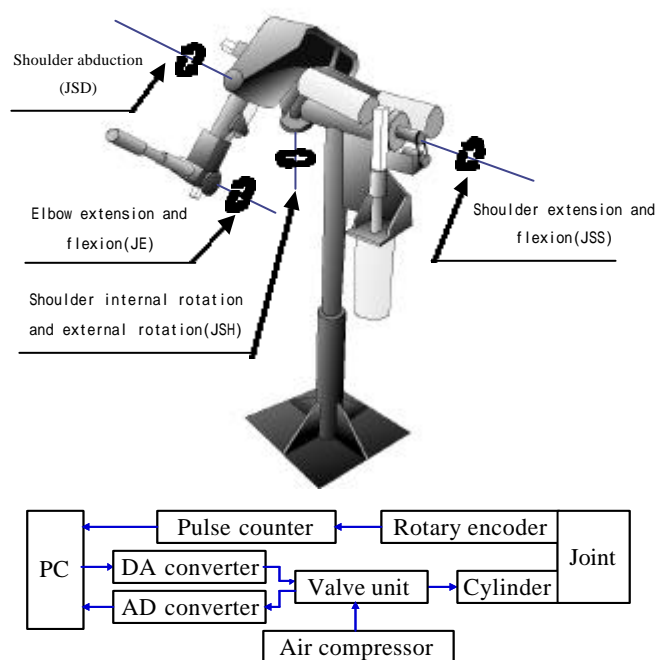 Shoulder abduction
(JSD)
Elbow extension and
flexion(JE)
Shoulder extension and
flexion(JSS)
Shoulder internal rotation
and external rotation(JSH)
Pulse counter
Rotary encoder
PC
DA converter
Joint
Valve unit
Cylinder
AD converter
Air compressor